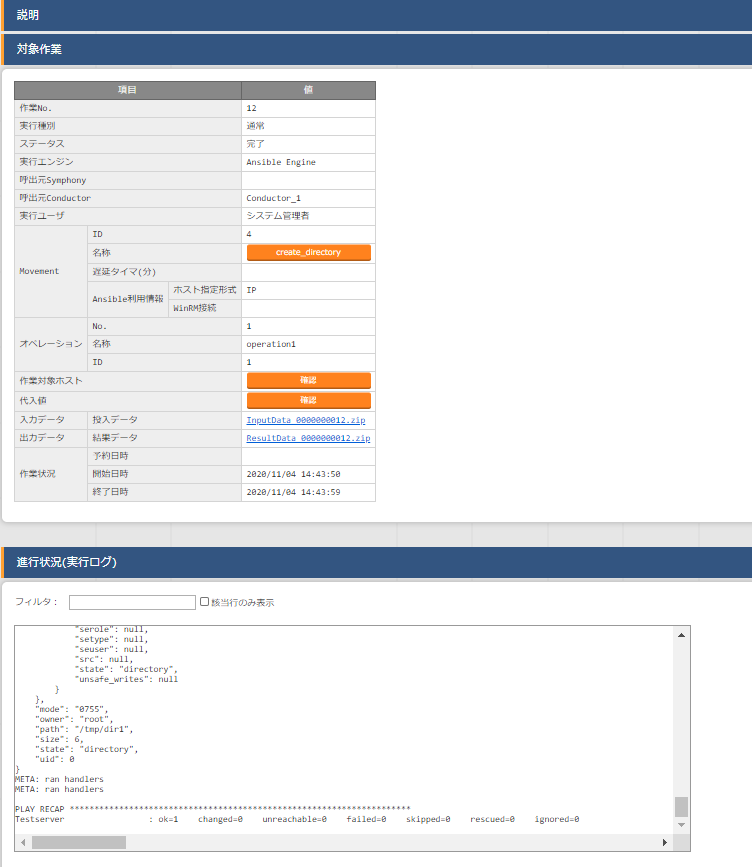 説明
対象作業
項目 値
作業No. 12
実行種別 通常
ステータス 完了
実行エンジン Ansible Engine
呼出元Symphony
呼出元Conductor Conductor_1
実行ユーザ システム管理者
Movement ID 4
名称 create_directory
遅延タイマ(分)
Ansible利用情報 ホスト指定形式 IP
WinRM接続
オペレーション No. 1
名称 operation1
ID 1
作業対象ホスト 確認
代入値 確認
入力データ 投入データ InputData_0000000012.zip
出力データ 結果データ ResultData_0000000012.zip
作業状況 予約日時
開始日時 2020/11/04 14:43:50
終了日時 2020/11/04 14:43:59
進行状況(実行ログ)
フィルタ： 該当行のみ表示
"serole": null,
"setype": null,
"seuser": null,
"src": null,
"state": "directory",
"unsafe_writes": null
}
},
"mode": "0755",
"owner": "root",
"path": "/tmp/dir1",
"size": 6,
"state": "directory",
"uid": 0
}
META: ran handlers
META: ran handlers
PLAY RECAP *********************************************************************
Testserver : ok=1 changed=0 unreachable=0 failed=0 skipped=0 rescued=0 ignored=0